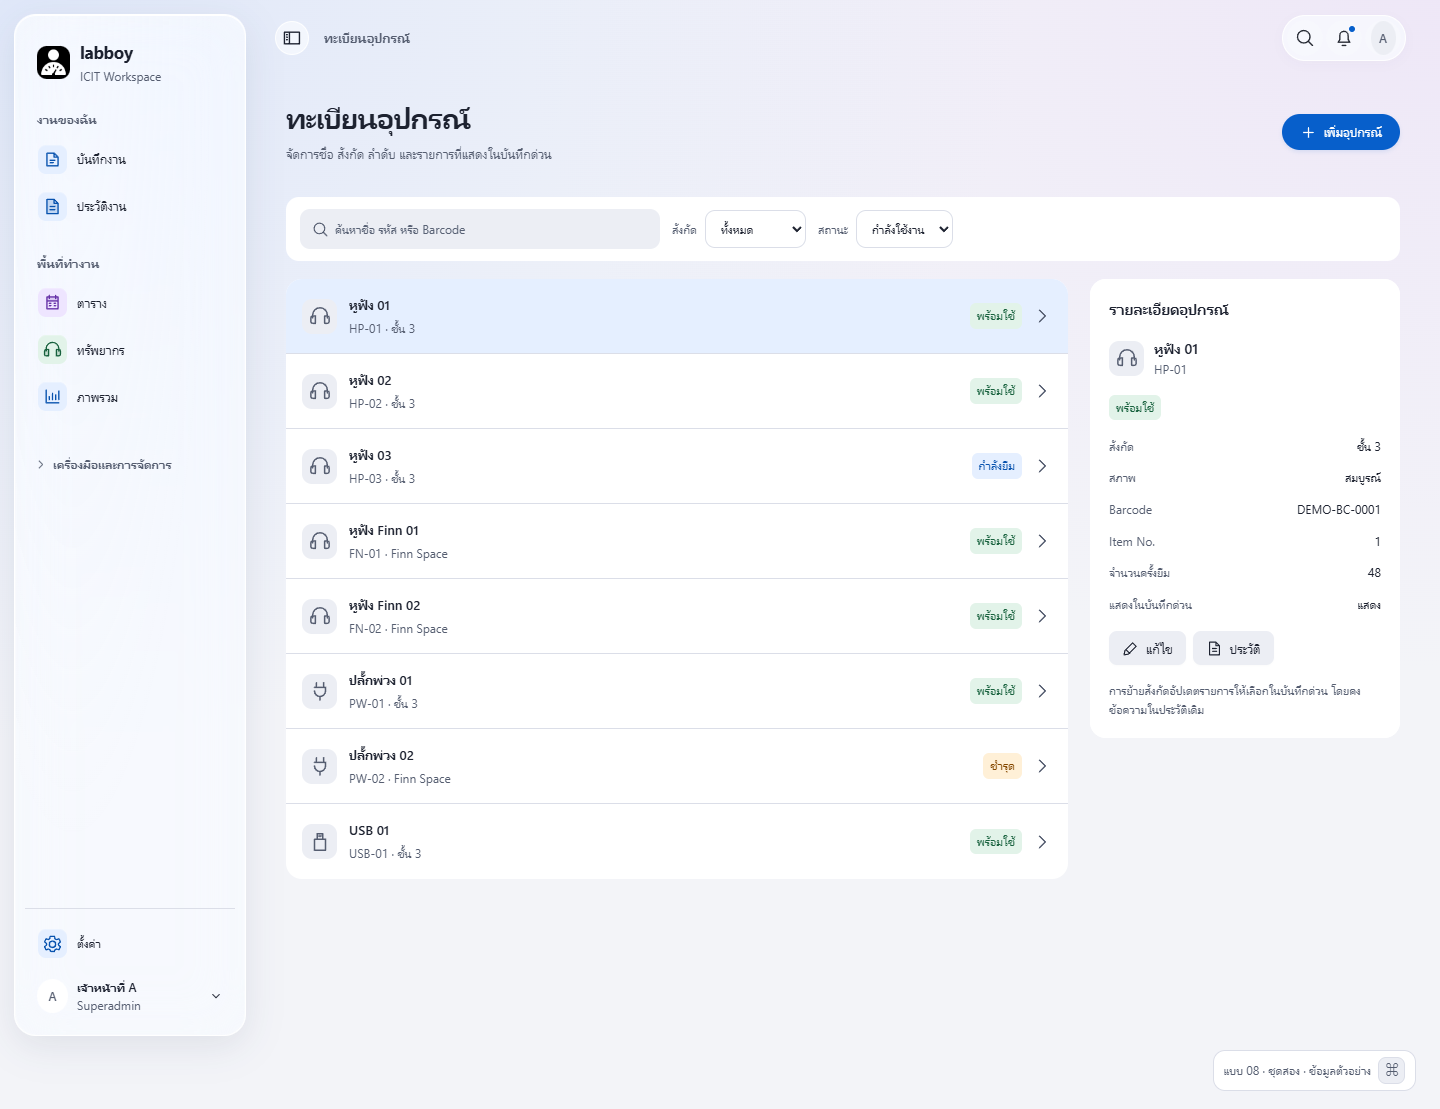 labboy
ICIT Workspace
งานของฉัน
บันทึกงาน
ประวัติงาน
พื้นที่ทำงาน
ตาราง
ทรัพยากร
ภาพรวม
เครื่องมือและการจัดการ
ตั้งค่า
A
เจ้าหน้าที่ A
Superadmin
ทะเบียนอุปกรณ์
A
ทะเบียนอุปกรณ์
จัดการชื่อ สังกัด ลำดับ และรายการที่แสดงในบันทึกด่วน
เพิ่มอุปกรณ์
ค้นหาชื่อ รหัส หรือ Barcode
สังกัด
ทั้งหมด
สถานะ
กำลังใช้งาน
หูฟัง 01
HP-01 · ชั้น 3
พร้อมใช้
หูฟัง 02
HP-02 · ชั้น 3
พร้อมใช้
หูฟัง 03
HP-03 · ชั้น 3
กำลังยืม
หูฟัง Finn 01
FN-01 · Finn Space
พร้อมใช้
หูฟัง Finn 02
FN-02 · Finn Space
พร้อมใช้
ปลั๊กพ่วง 01
PW-01 · ชั้น 3
พร้อมใช้
ปลั๊กพ่วง 02
PW-02 · Finn Space
ชำรุด
USB 01
USB-01 · ชั้น 3
พร้อมใช้
รายละเอียดอุปกรณ์
หูฟัง 01
HP-01
พร้อมใช้
สังกัด ชั้น 3
สภาพ สมบูรณ์
Barcode DEMO-BC-0001
Item No. 1
จำนวนครั้งยืม 48
แสดงในบันทึกด่วน แสดง
แก้ไข
ประวัติ
การย้ายสังกัดอัปเดตรายการให้เลือกในบันทึกด่วน โดยคง
ข้อความในประวัติเดิม
แบบ 08 · ชุดสอง · ข้อมูลตัวอย่าง ⌘